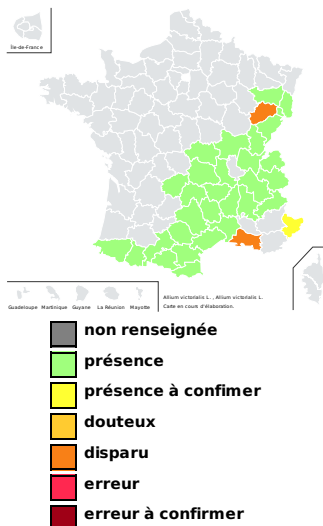 Île-de-France
Guadeloupe Martinique Guyane La Réunion Mayotte
Allium victorialis L. , Allium victorialis L.
Carte en cours d'élaboration.
non renseignée
présence
présence à confimer
douteux
disparu
erreur
erreur à confirmer